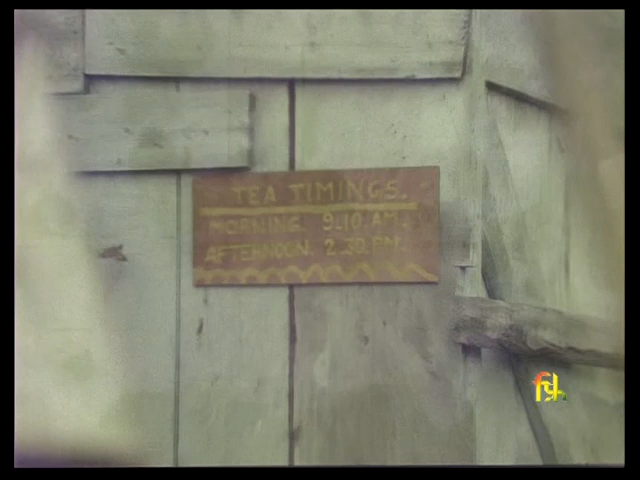 TEA TIMINGS.
MORNING. 9.10.AM.
AFTERNOON. 2.30.PM.